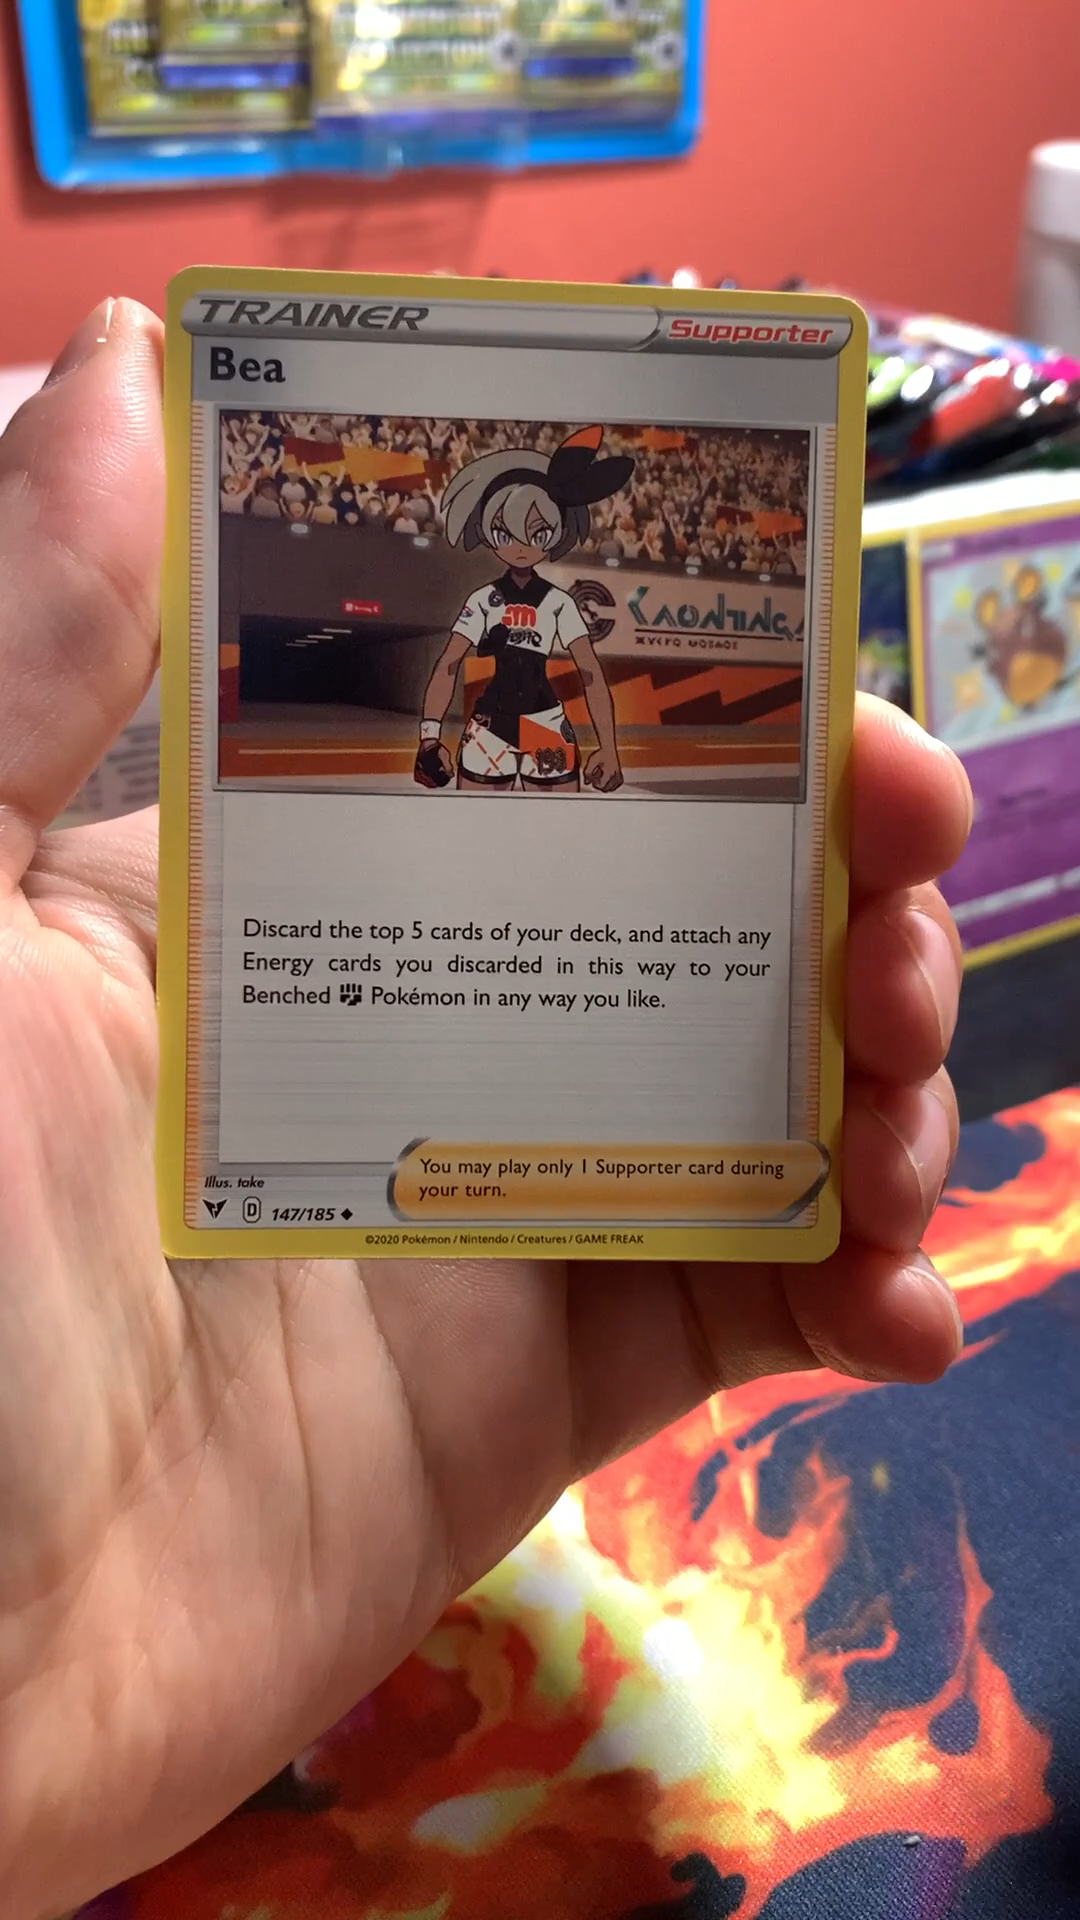 TRAINER
Supporter
Bea
190
Discard the top 5 cards of your deck, and attach any
Energy cards you discarded in this way to your
Benched Pokémon in any way you like.
You may play only 1 Supporter card during
your turn.
Illus. take
D 147/185
©2020 Pokémon / Nintendo / Creatures / GAME FREAK